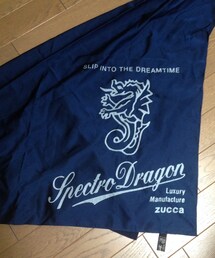 SLIP INTO THE DREAMTIME
Spectro Dragon
Luxury
Manufacture
zucca